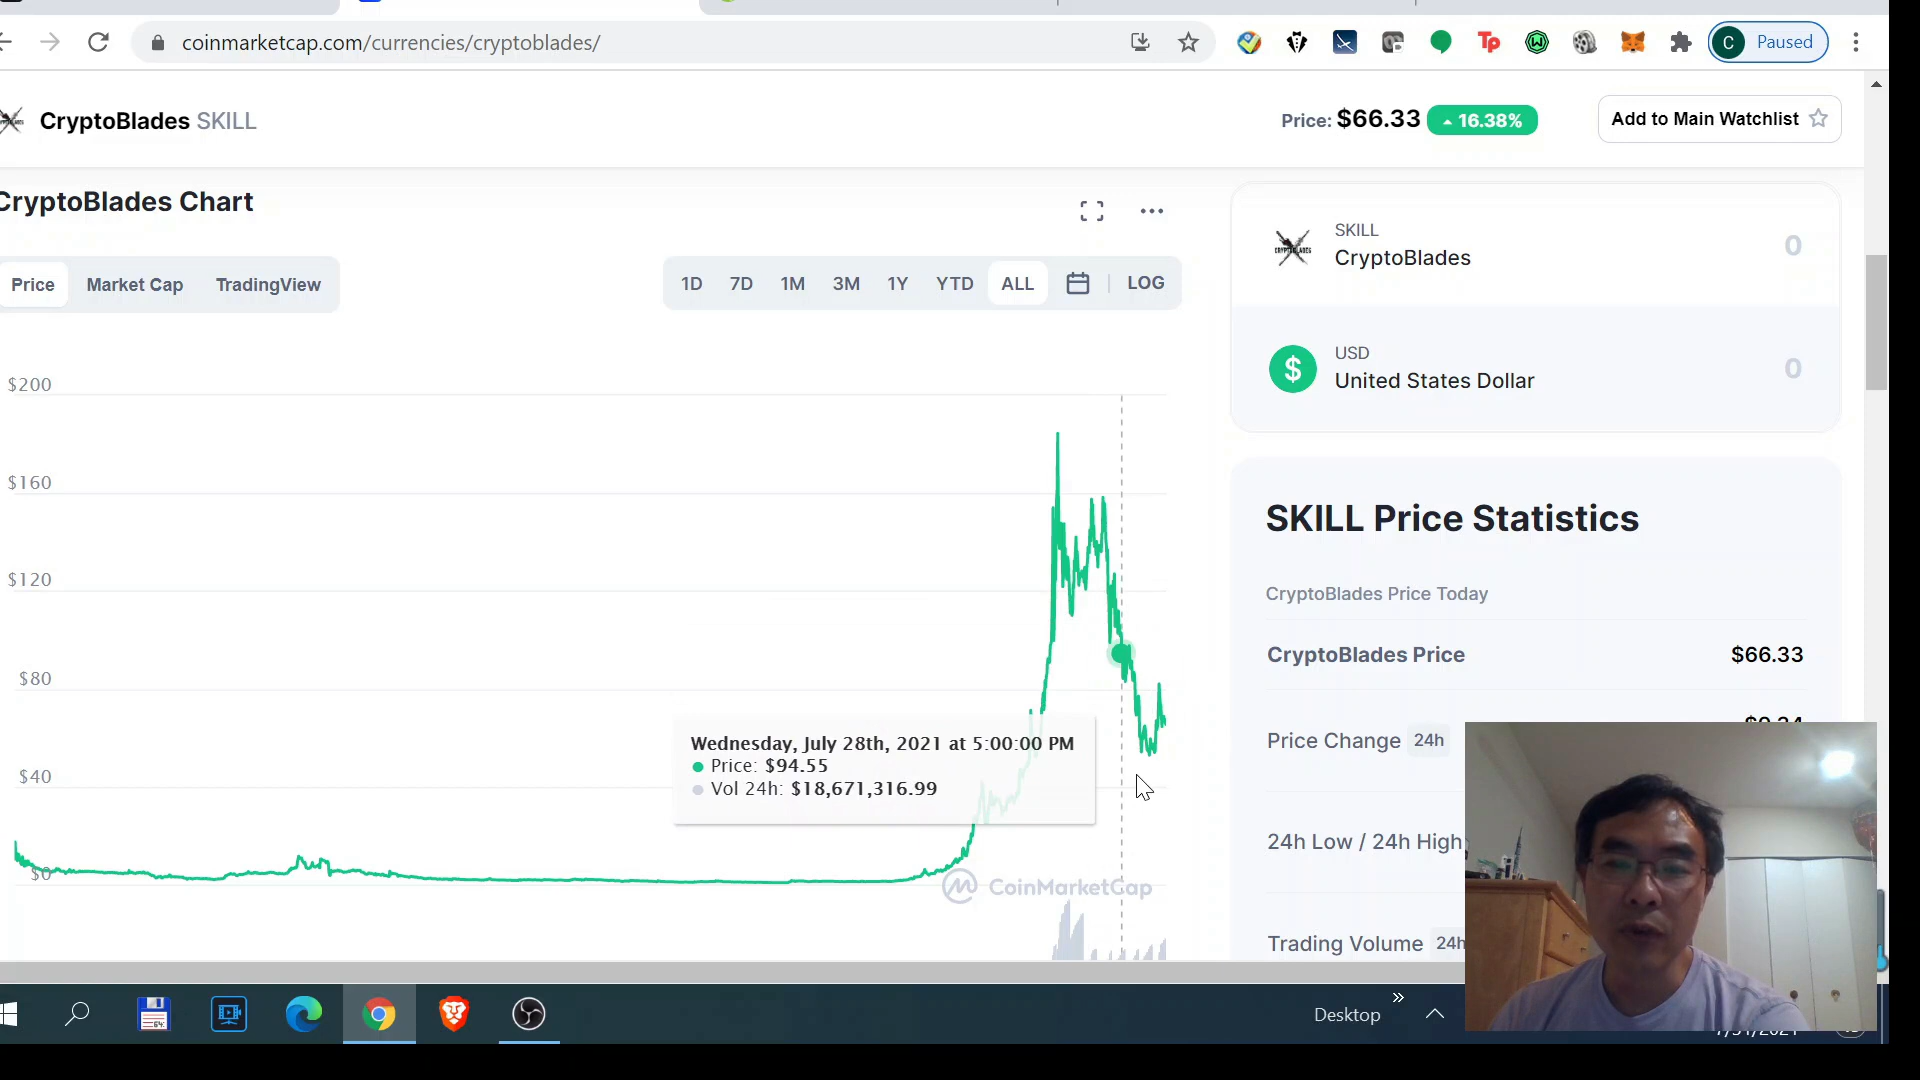 coinmarketcap.com/currencies/cryptoblades/
Tp
C Paused
CryptoBlades SKILL
Price: $66.33 16.38%
Add to Main Watchlist
CryptoBlades Chart
Price Market Cap TradingView
1D 7D 1M 3M 1Y YTD ALL LOG
$200
$160
$120
$80
$40
$0
Wednesday, July 28th, 2021 at 5:00:00 PM
Price: $94.55
Vol 24h: $18,671,316.99
CoinMarketCap
SKILL
CryptoBlades
0
USD
United States Dollar
0
SKILL Price Statistics
CryptoBlades Price Today
CryptoBlades Price $66.33
Price Change 24h
24h Low / 24h High
Trading Volume 24h
Desktop